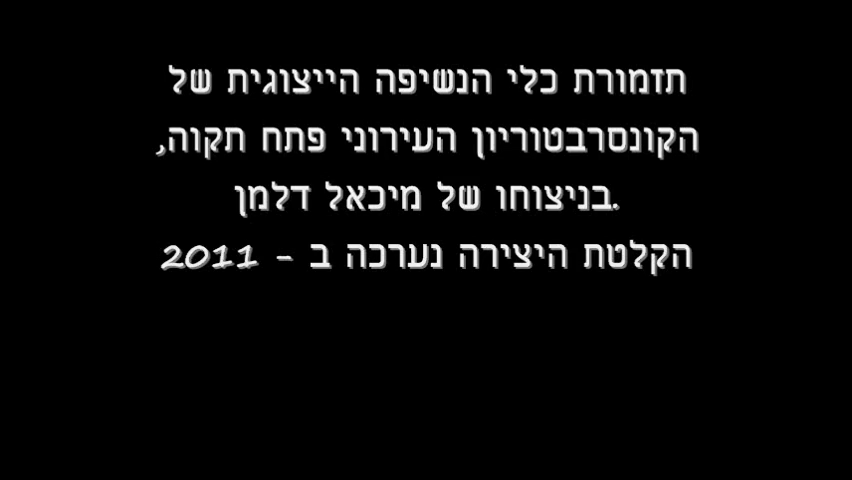 תזמורת כלי הנשיפה הייצוגית של
הקונסרבטוריון העירוני פתח תקוה,
בניצוחו של מיכאל דלמן.
הקלטת היצירה נערכה ב - 2011